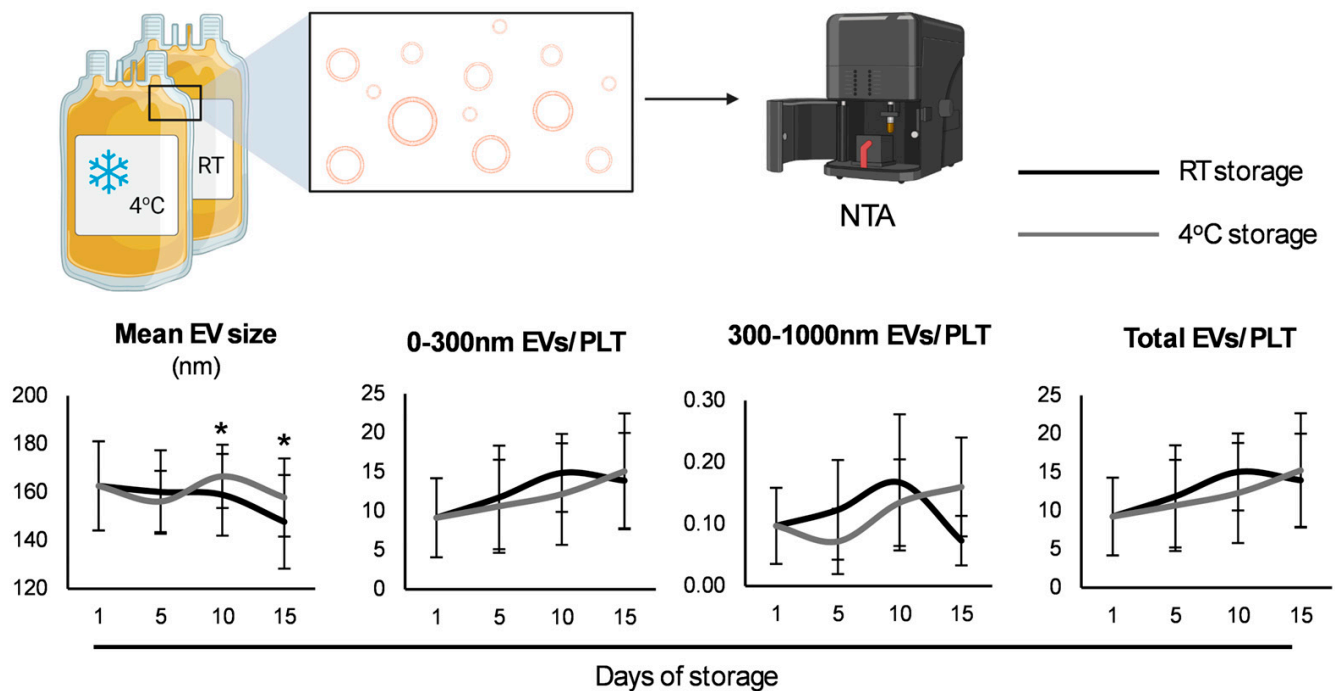 RT
4°C
NTA
RT storage
4°C storage
Mean EV size
(nm)
200
180
160
140
120
* *
1 5 10 15
0-300nm EVs/PLT
25
20
15
10
5
0
1 5 10 15
300-1000nm EVs/PLT
0.30
0.20
0.10
0.00
1 5 10 15
Total EVs/PLT
25
20
15
10
5
0
1 5 10 15
Days of storage